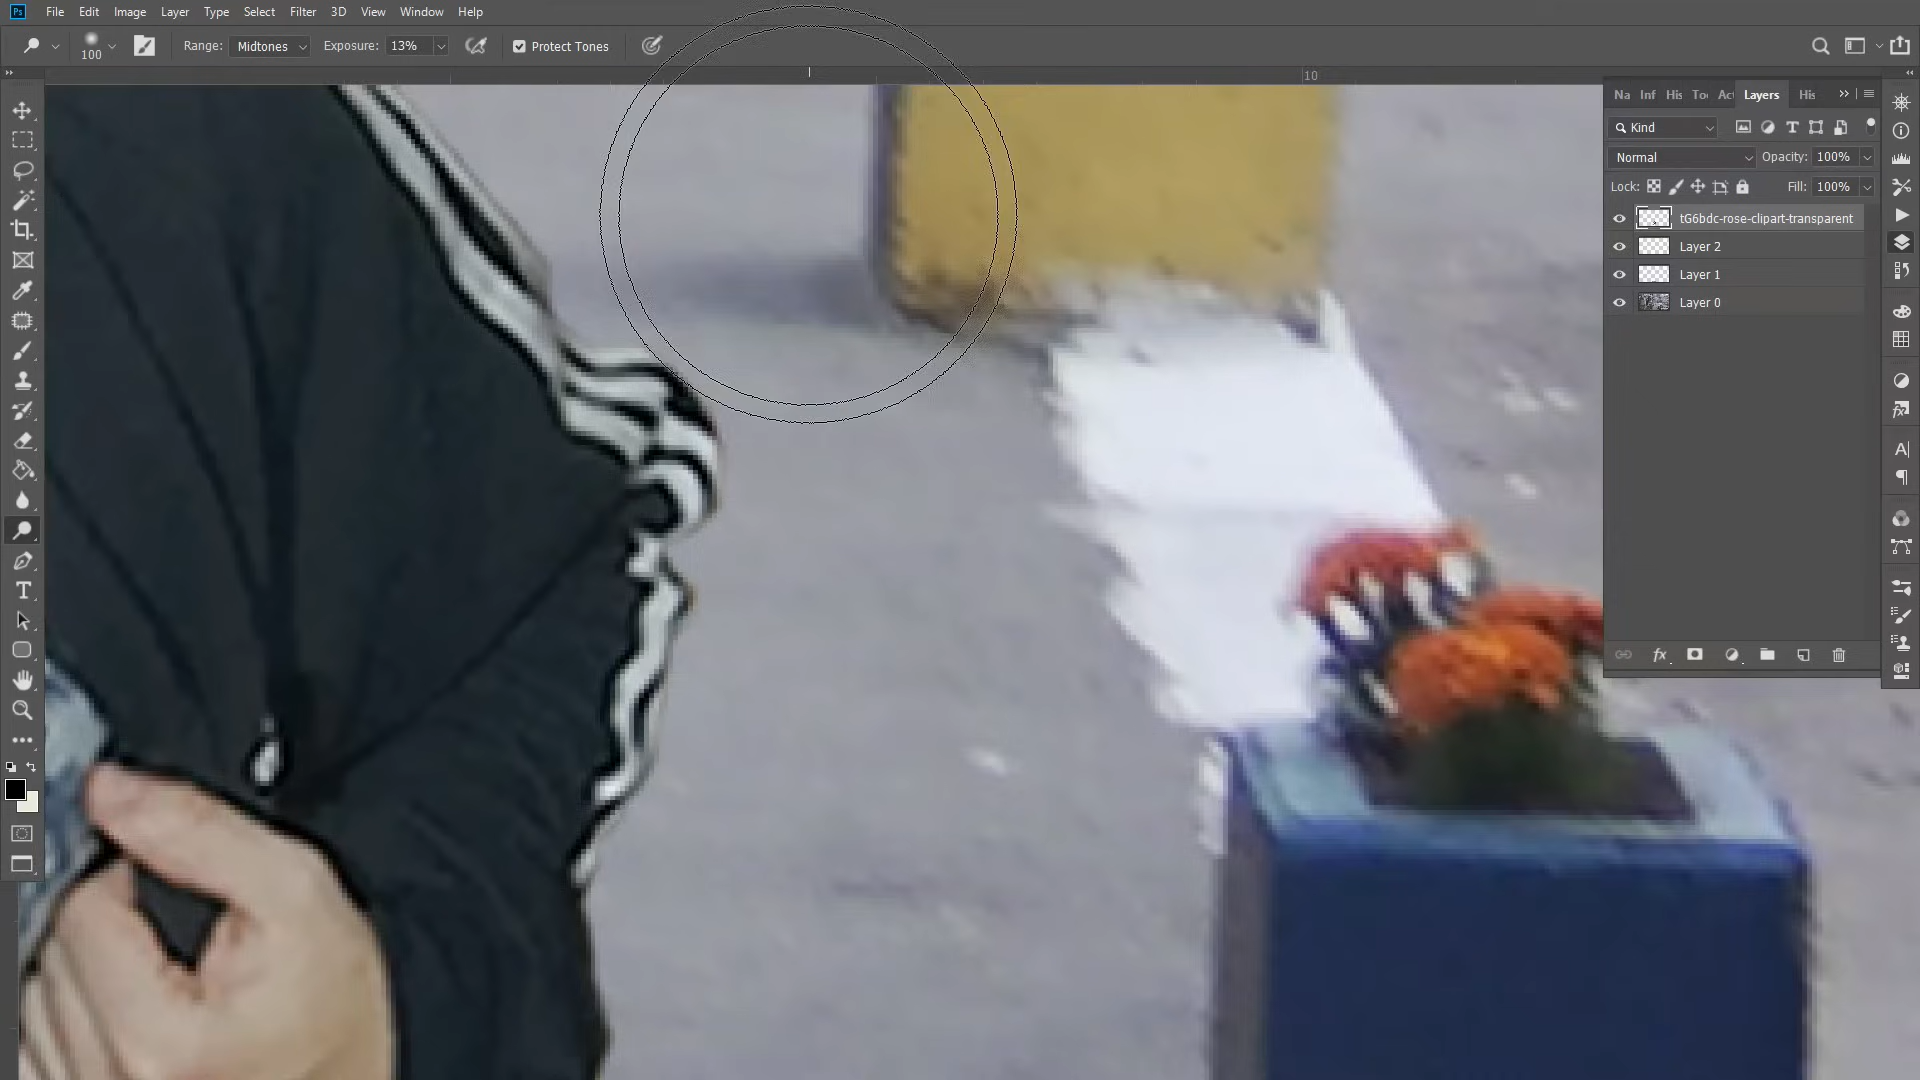 Ps File Edit Image Layer Type Select Filter 3D View Window Help
100 Range: Midtones Exposure: 13% Protect Tones
10
Na Inf His To Act Layers His
Kind
Normal Opacity: 100%
Lock: Fill: 100%
tG6bdc-rose-clipart-transparent
Layer 2
Layer 1
Layer 0
fx